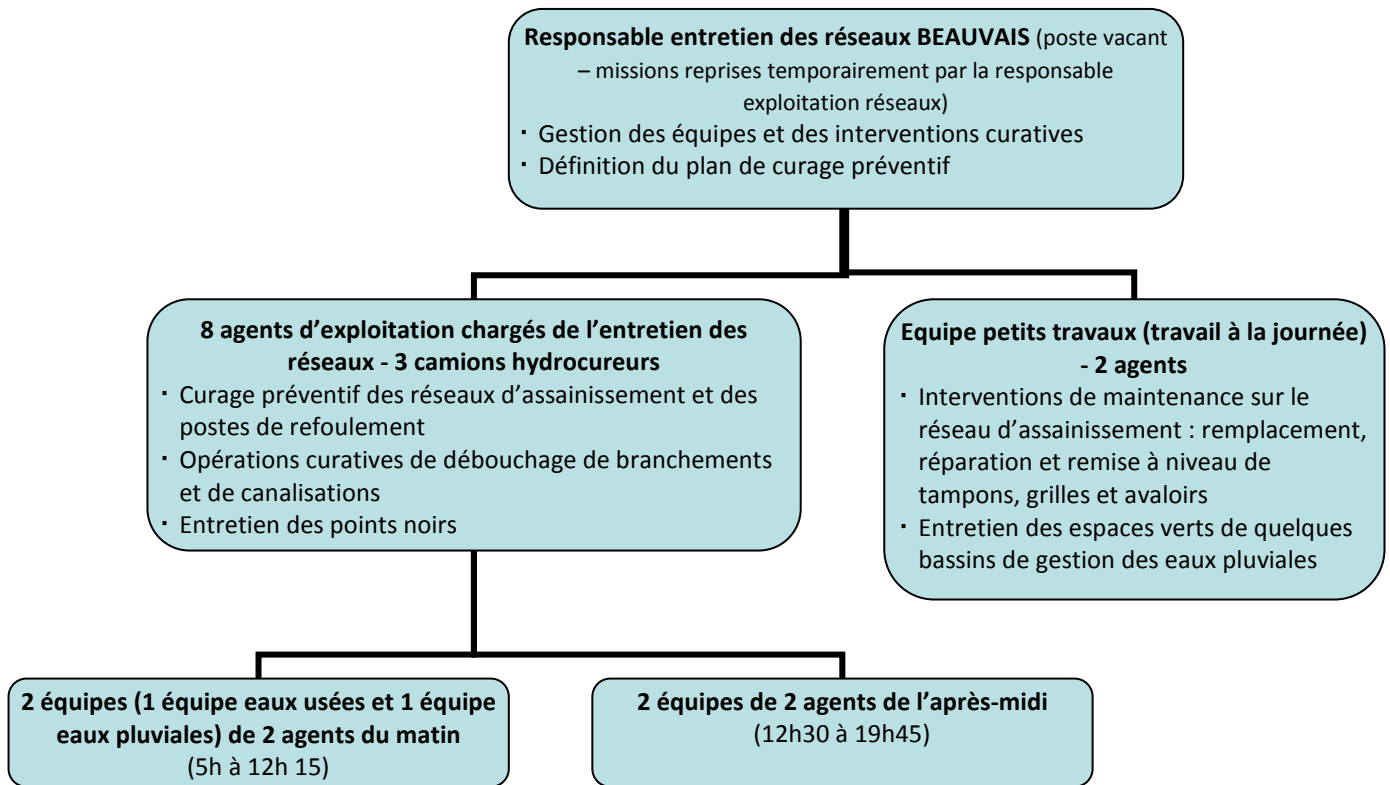 Responsable entretien des réseaux BEAUVAIS (poste vacant
– missions reprises temporairement par la responsable
exploitation réseaux)
· Gestion des équipes et des interventions curatives
· Définition du plan de curage préventif
8 agents d’exploitation chargés de l’entretien des
réseaux - 3 camions hydrocureurs
· Curage préventif des réseaux d’assainissement et des
postes de refoulement
· Opérations curatives de débouchage de branchements
et de canalisations
· Entretien des points noirs
Equipe petits travaux (travail à la journée)
- 2 agents
· Interventions de maintenance sur le
réseau d’assainissement : remplacement,
réparation et remise à niveau de
tampons, grilles et avaloirs
· Entretien des espaces verts de quelques
bassins de gestion des eaux pluviales
2 équipes (1 équipe eaux usées et 1 équipe
eaux pluviales) de 2 agents du matin
(5h à 12h 15)
2 équipes de 2 agents de l’après-midi
(12h30 à 19h45)